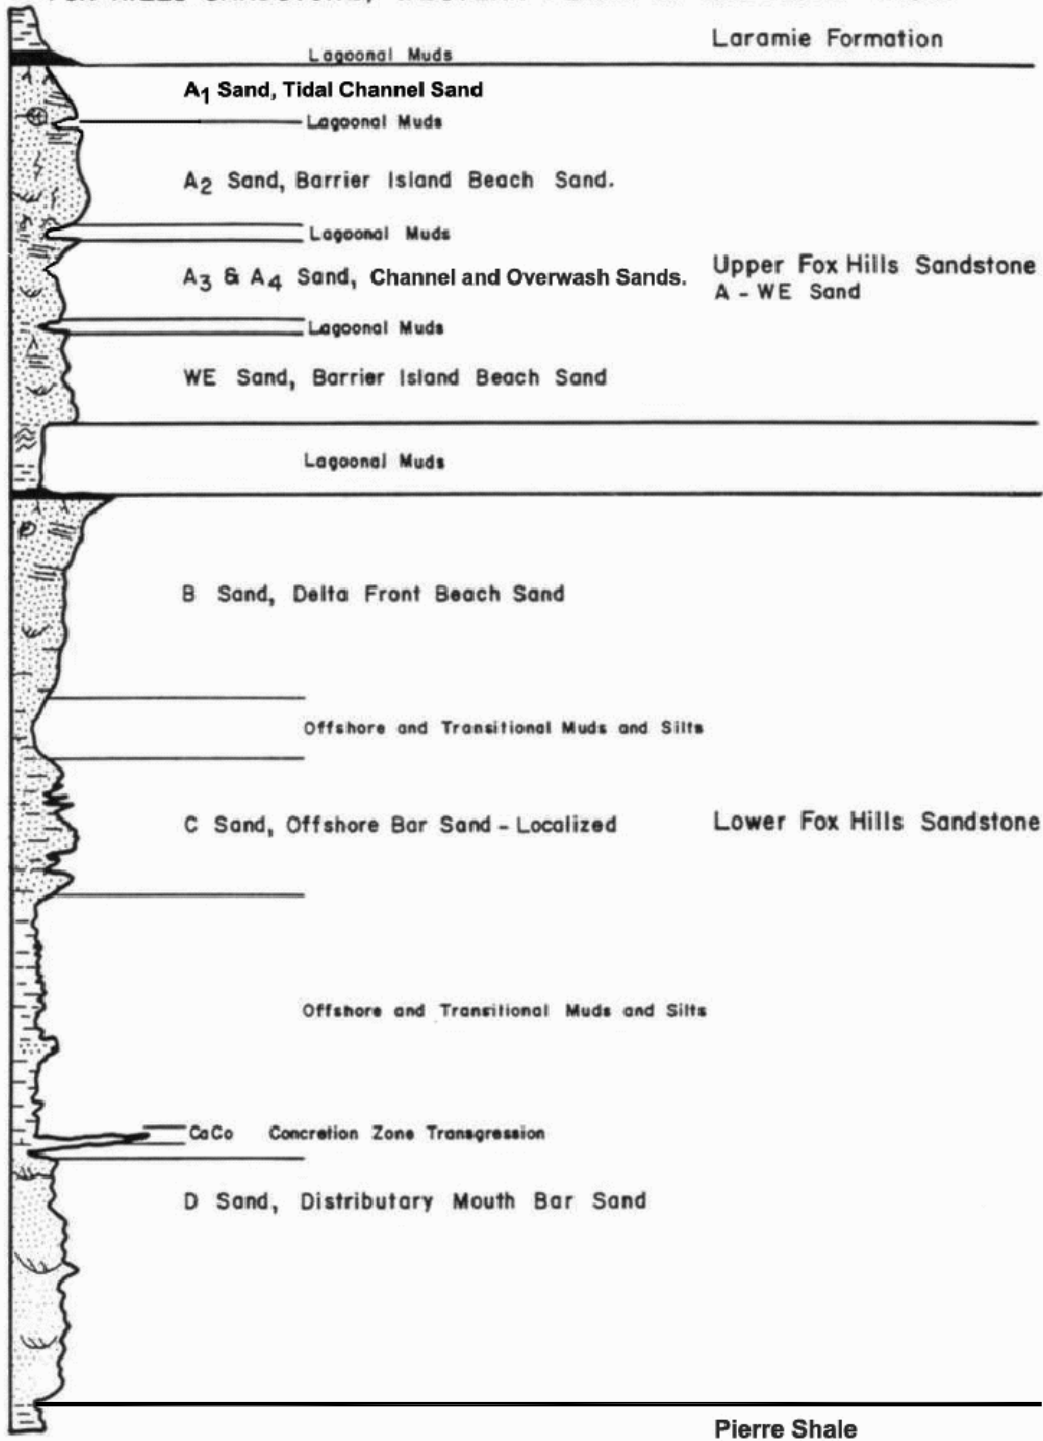 Laramie Formation
Lagoonal Muds
A1 Sand, Tidal Channel Sand
Lagoonal Muds
A2 Sand, Barrier Island Beach Sand.
Lagoonal Muds
A3 & A4 Sand, Channel and Overwash Sands.
Upper Fox Hills Sandstone
A - WE Sand
Lagoonal Muds
WE Sand, Barrier Island Beach Sand
Lagoonal Muds
B Sand, Delta Front Beach Sand
Offshore and Transitional Muds and Silts
C Sand, Offshore Bar Sand - Localized
Lower Fox Hills Sandstone
Offshore and Transitional Muds and Silts
CaCo Concretion Zone Transgression
D Sand, Distributary Mouth Bar Sand
Pierre Shale